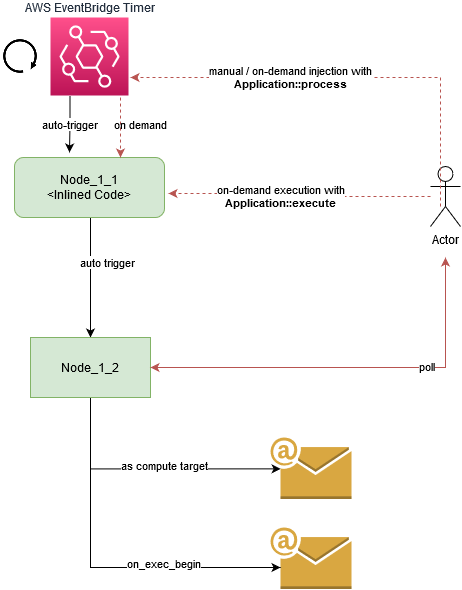 AWS EventBridge Timer
manual / on-demand injection with
Application::process
auto-trigger
on demand
Node_1_1
<Inlined Code>
on-demand execution with
Application::execute
Actor
auto trigger
Node_1_2
poll
@
as compute target
@
on_exec_begin